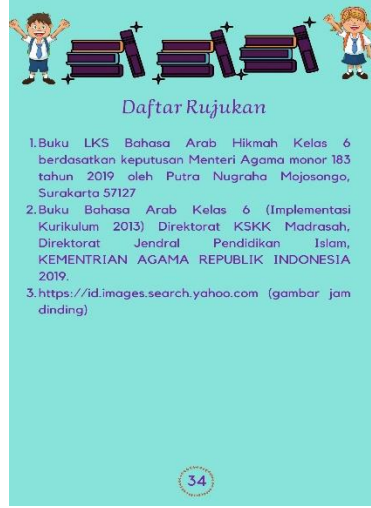 Daftar Rujukan
1. Buku LKS Bahasa Arab Hikmah Kelas 6
berdasatkan keputusan Menteri Agama monor 183
tahun 2019 oleh Putra Nugraha Mojosongo,
Surakarta 57127
2. Buku Bahasa Arab Kelas 6 (Implementasi
Kurikulum 2013) Direktorat KSKK Madrasah,
Direktorat Jendral Pendidikan Islam,
KEMENTRIAN AGAMA REPUBLIK INDONESIA
2019.
3. https://id.images.search.yahoo.com (gambar jam
dinding)
34